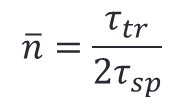 n̄ = τ_tr / 2τ_sp